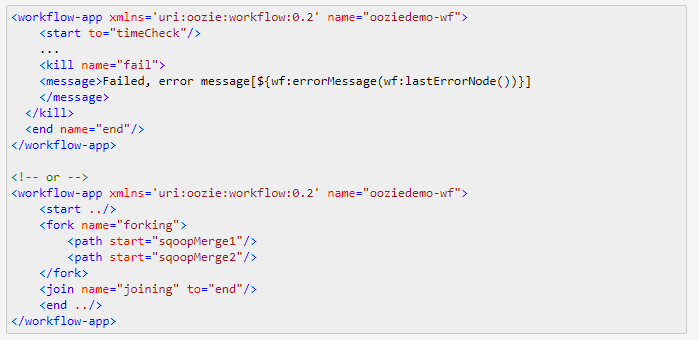 <workflow-app xmlns='uri:oozie:workflow:0.2' name="ooziedemo-wf">
    <start to="timeCheck"/>
    ...
    <kill name="fail">
    <message>Failed, error message[${wf:errorMessage(wf:lastErrorNode())}]
    </message>
  </kill>
  <end name="end"/>
</workflow-app>

<!-- or -->
<workflow-app xmlns='uri:oozie:workflow:0.2' name="ooziedemo-wf">
    <start ../>
    <fork name="forking">
        <path start="sqoopMerge1"/>
        <path start="sqoopMerge2"/>
    </fork>
    <join name="joining" to="end"/>
    <end ../>
</workflow-app>